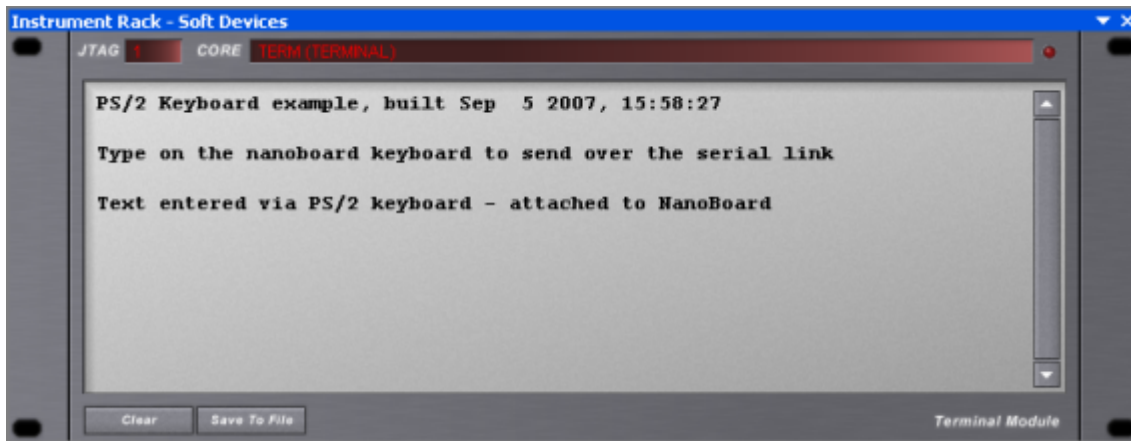 Instrument Rack - Soft Devices
JTAG 1 CORE TERM (TERMINAL)
PS/2 Keyboard example, built Sep  5 2007, 15:58:27
Type on the nanoboard keyboard to send over the serial link
Text entered via PS/2 keyboard - attached to NanoBoard
Clear Save To File Terminal Module